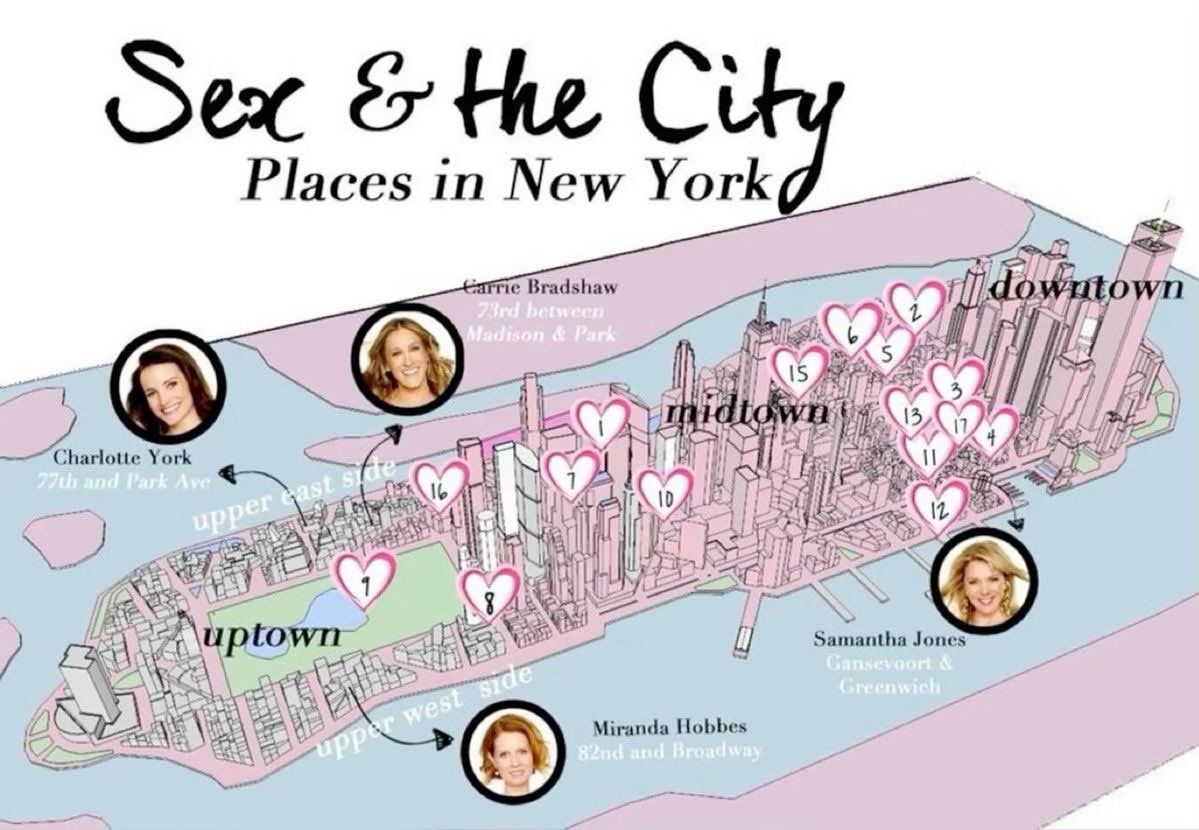 Sex & the City
Places in New York
Carrie Bradshaw
73rd between
Madison & Park
downtown
2
6
5
15
3
midtown
13
17
1
4
11
Charlotte York
77th and Park Ave
upper east side
7
16
10
12
9
8
uptown
Samantha Jones
Gansevoort &
Greenwich
upper west side
Miranda Hobbes
82nd and Broadway